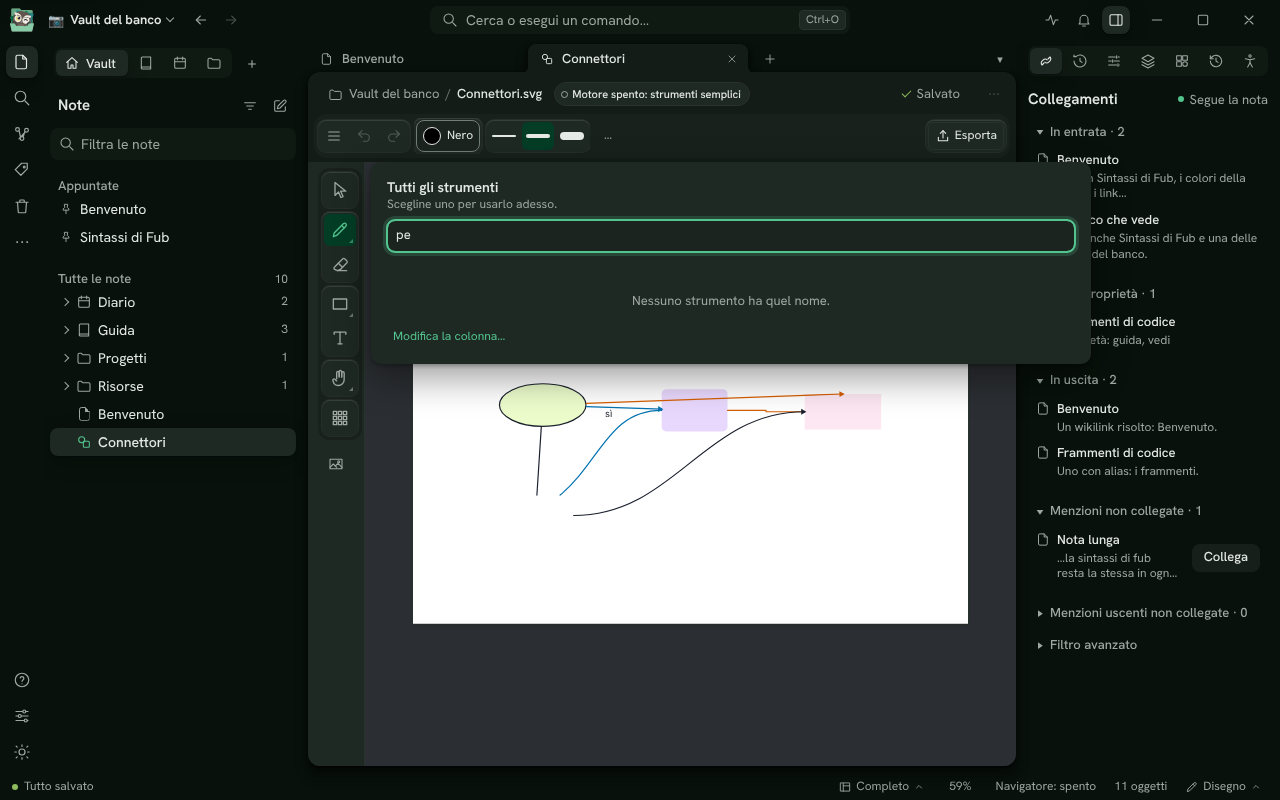 Vault del banco
Cerca o esegui un comando...
Ctrl+O
Vault
Note
Filtra le note
Appuntate
Benvenuto
Sintassi di Fub
Tutte le note 10
Diario 2
Guida 3
Progetti 1
Risorse 1
Benvenuto
Connettori
Tutto salvato
Benvenuto
Connettori
Vault del banco / Connettori.svg
Motore spento: strumenti semplici
Salvato
Nero
...
Esporta
Tutti gli strumenti
Scegline uno per usarlo adesso.
pe
Nessuno strumento ha quel nome.
Modifica la colonna...
sì
Collegamenti
Segue la nota
In entrata · 2
Benvenuto
Sintassi di Fub, i colori della
i link...
co che vede
nche Sintassi di Fub e una delle
del banco.
roprietà · 1
menti di codice
età: guida, vedi
In uscita · 2
Benvenuto
Un wikilink risolto: Benvenuto.
Frammenti di codice
Uno con alias: i frammenti.
Menzioni non collegate · 1
Nota lunga
...la sintassi di fub
resta la stessa in ogn...
Collega
Menzioni uscenti non collegate · 0
Filtro avanzato
Completo
59%
Navigatore: spento
11 oggetti
Disegno